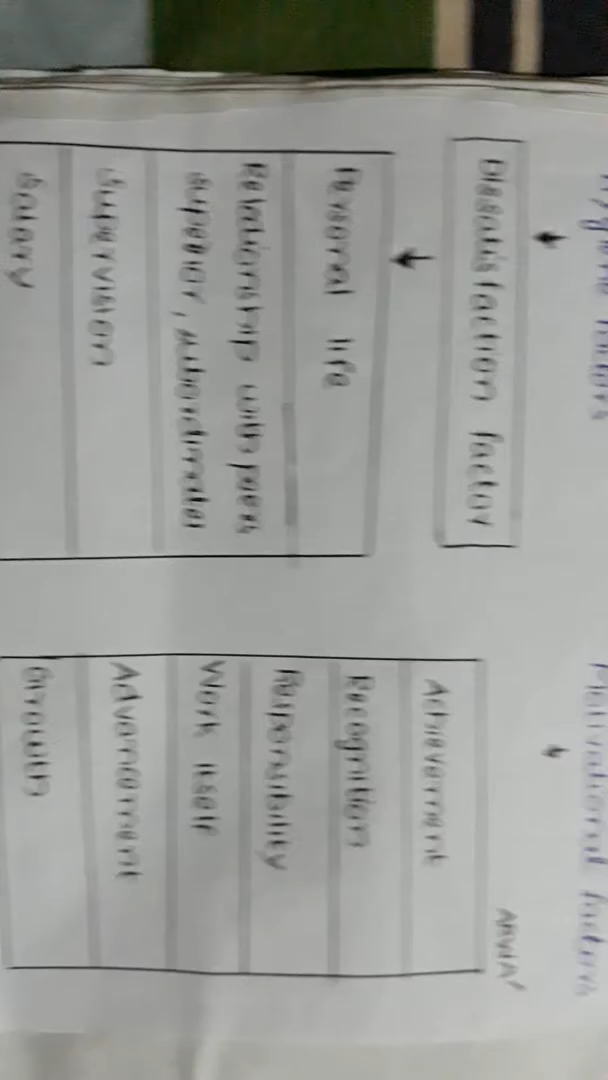 Hygiene factors
Dissatisfaction factor
Personal life
Relationship with peers
superior, subordinates
Supervision
Salary
Motivational factors
Achievement
Recognition
Responsibility
Work itself
Advancement
Growth